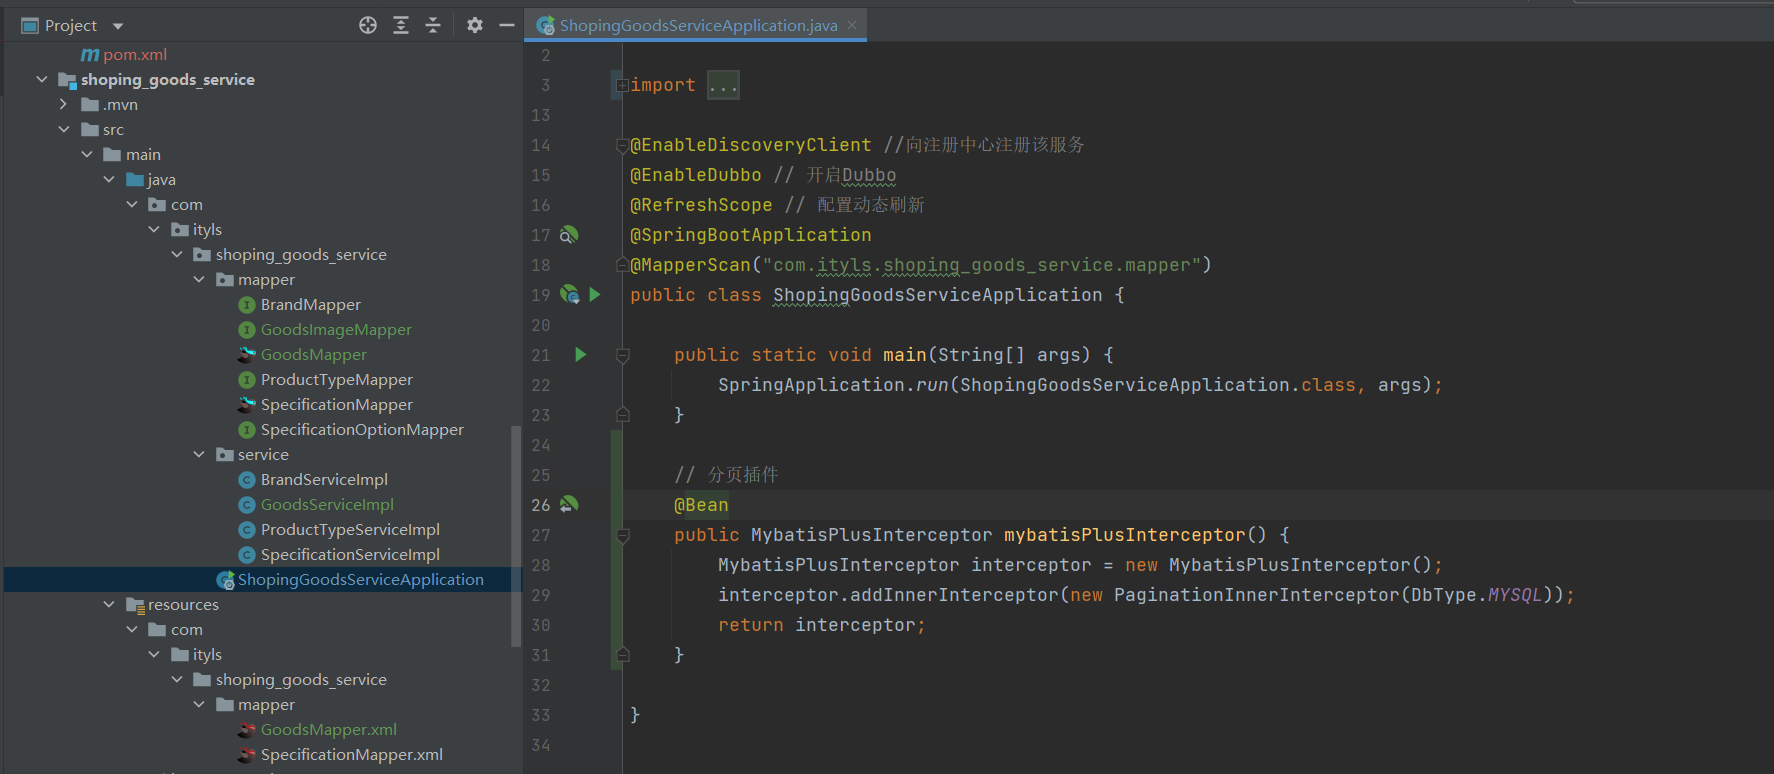 Project
pom.xml
shoping_goods_service
.mvn
src
main
java
com
ityls
shoping_goods_service
mapper
BrandMapper
GoodsImageMapper
GoodsMapper
ProductTypeMapper
SpecificationMapper
SpecificationOptionMapper
service
BrandServiceImpl
GoodsServiceImpl
ProductTypeServiceImpl
SpecificationServiceImpl
ShopingGoodsServiceApplication
resources
com
ityls
shoping_goods_service
mapper
GoodsMapper.xml
SpecificationMapper.xml
ShopingGoodsServiceApplication.java
2
3 import ...
13
14 @EnableDiscoveryClient //向注册中心注册该服务
15 @EnableDubbo // 开启Dubbo
16 @RefreshScope // 配置动态刷新
17 @SpringBootApplication
18 @MapperScan("com.ityls.shoping_goods_service.mapper")
19 public class ShopingGoodsServiceApplication {
20
21 public static void main(String[] args) {
22 SpringApplication.run(ShopingGoodsServiceApplication.class, args);
23 }
24
25 // 分页插件
26 @Bean
27 public MybatisPlusInterceptor mybatisPlusInterceptor() {
28 MybatisPlusInterceptor interceptor = new MybatisPlusInterceptor();
29 interceptor.addInnerInterceptor(new PaginationInnerInterceptor(DbType.MYSQL));
30 return interceptor;
31 }
32
33 }
34